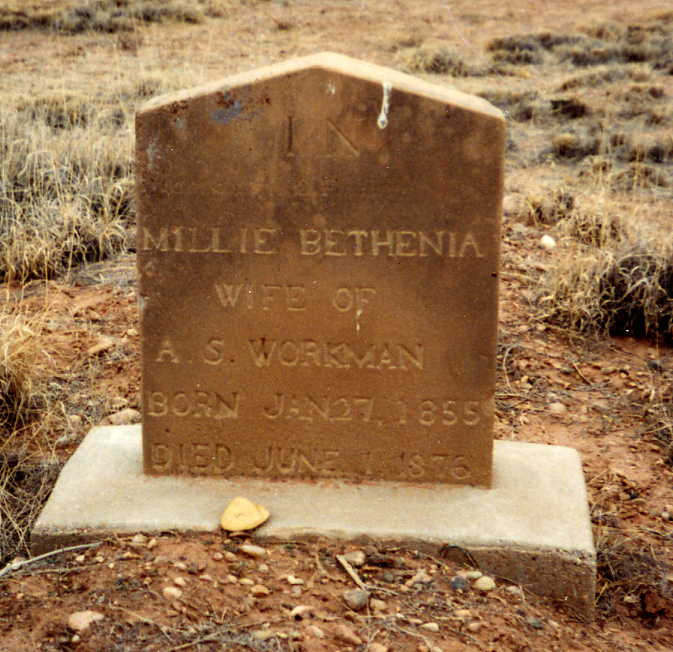 IN
MILLIE BETHENIA
WIFE OF
A S. WORKMAN
BORN JAN 27, 1855
DIED JUNE 1, 1876